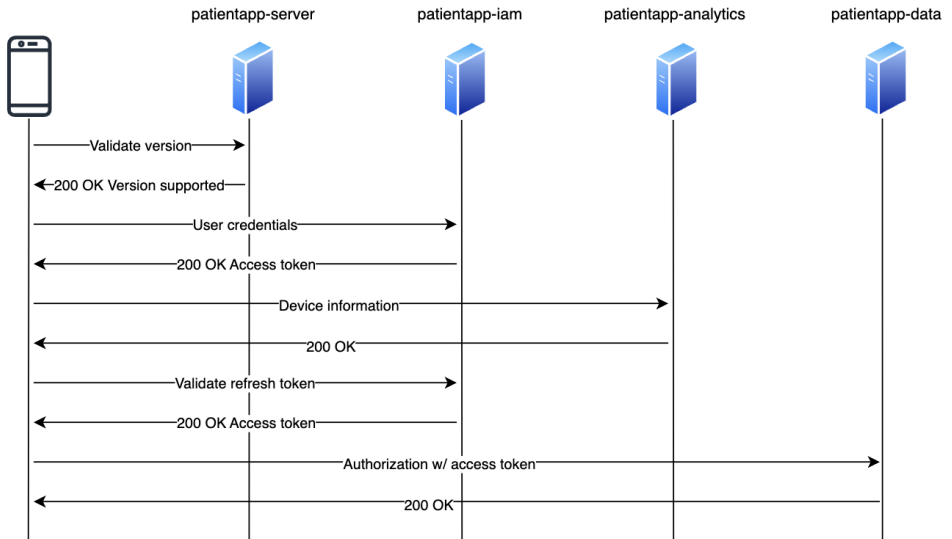 patientapp-server
patientapp-iam
patientapp-analytics
patientapp-data
Validate version
200 OK Version supported
User credentials
200 OK Access token
Device information
200 OK
Validate refresh token
200 OK Access token
Authorization w/ access token
200 OK